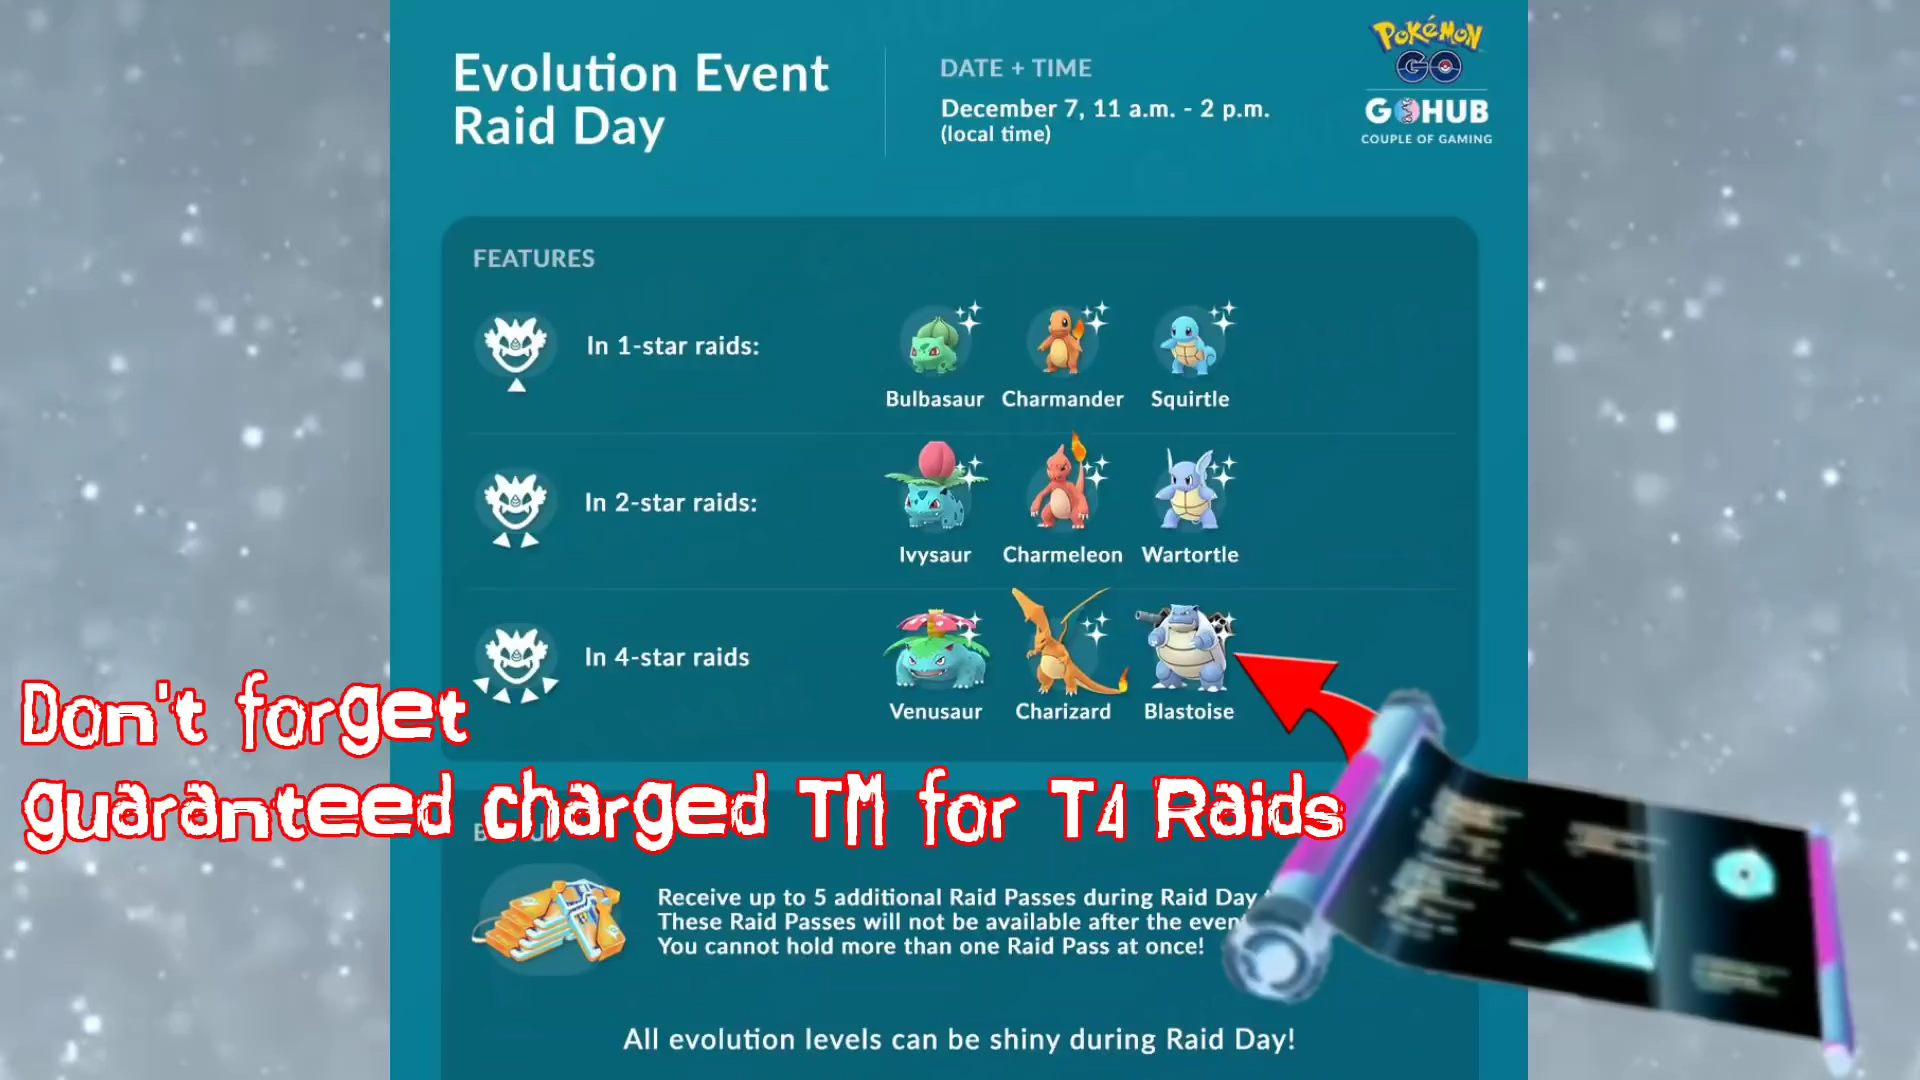 Evolution Event
Raid Day
DATE + TIME
December 7, 11 a.m. - 2 p.m.
(local time)
POKÉMON
GO
GOHUB
COUPLE OF GAMING
FEATURES
In 1-star raids:
Bulbasaur Charmander Squirtle
In 2-star raids:
Ivysaur Charmeleon Wartortle
In 4-star raids
Venusaur Charizard Blastoise
Don't forget
guaranteed charged TM for T4 Raids
Receive up to 5 additional Raid Passes during Raid Day
These Raid Passes will not be available after the
You cannot hold more than one Raid Pass at once!
All evolution levels can be shiny during Raid Day!